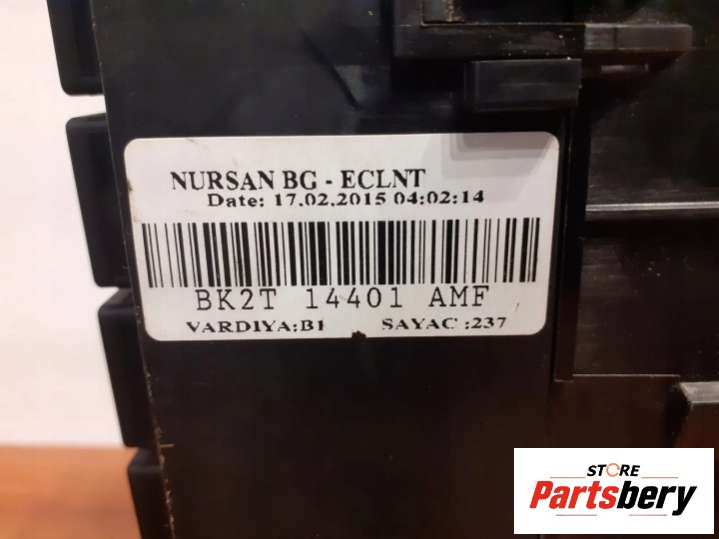 NURSAN BG - ECLNT
Date: 17.02.2015 04:02:14
BK2T 14401 AMF
VARDIYA:B1 SAYAC :237
STORE
Partsbery